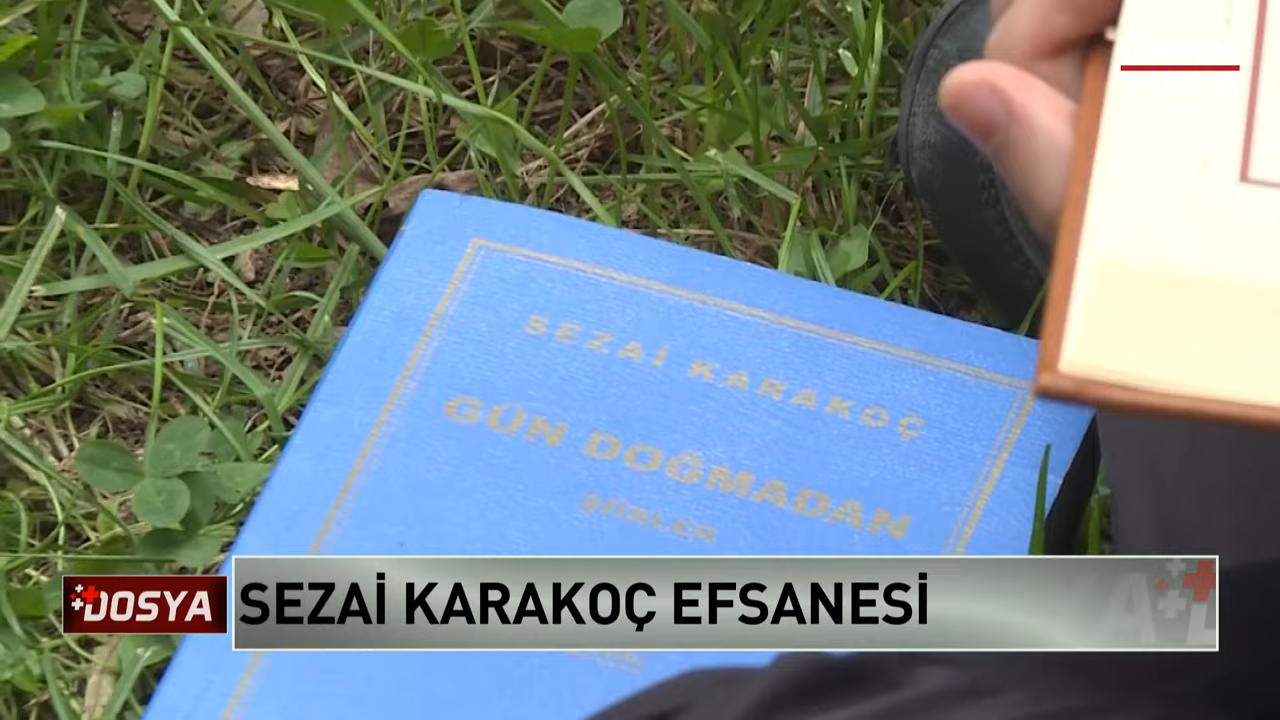 SEZAİ KARAKOÇ
GÜN DOĞMADAN
ŞİİRLER
DOSYA
SEZAİ KARAKOÇ EFSANESİ